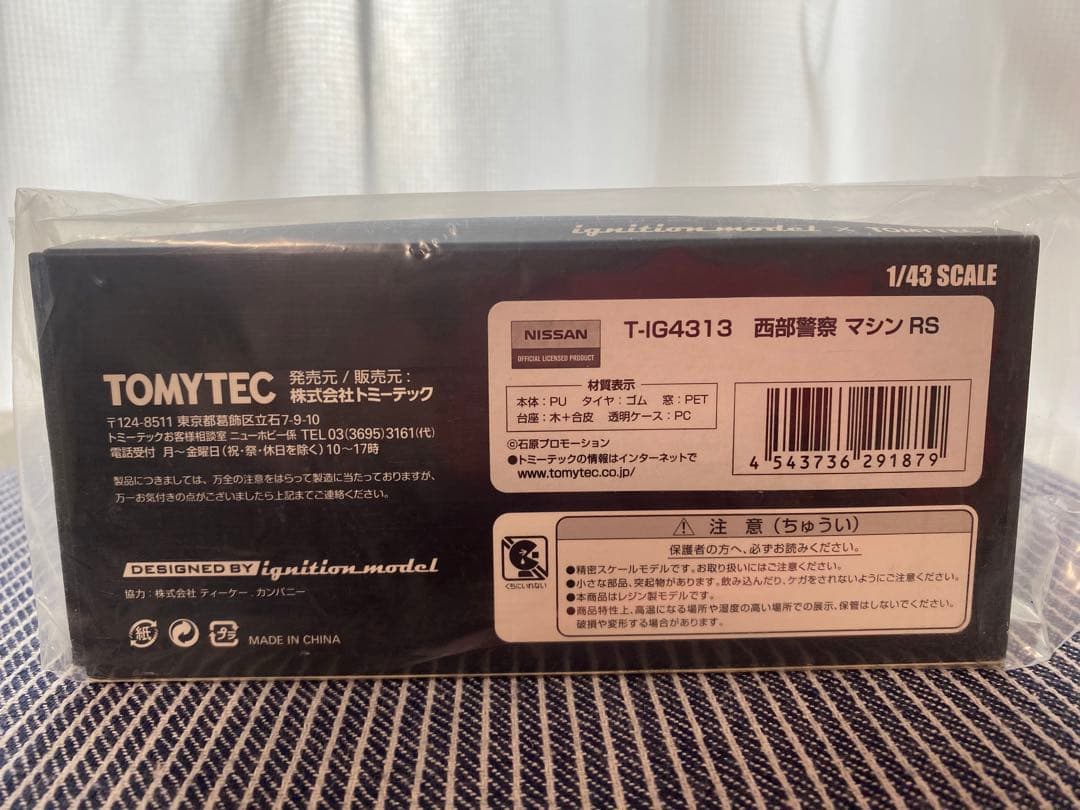 ignition model × TOMYTEC
1/43 SCALE
NISSAN
OFFICIAL LICENSED PRODUCT
T-IG4313 西部警察 マシン RS
材質表示
本体：PU タイヤ：ゴム 窓：PET
台座：木＋合皮 透明ケース：PC
©石原プロモーション
●トミーテックの情報はインターネットで
www.tomytec.co.jp/
4 543736 291879
TOMYTEC 発売元 / 販売元：
株式会社トミーテック
〒124-8511 東京都葛飾区立石7-9-10
トミーテックお客様相談室 ニューホビー係 TEL 03(3695)3161(代)
電話受付 月〜金曜日(祝・祭・休日を除く)10〜17時
製品につきましては、万全の注意をはらって製造に当たっておりますが、
万一お気付きの点がございましたら上記までご連絡ください。
DESIGNED BY ignition model
協力：株式会社 ティーケー．カンパニー
紙
プラ
MADE IN CHINA
くちにいれない
注 意（ちゅうい）
保護者の方へ、必ずお読みください。
●精密スケールモデルです。お取り扱いにはご注意ください。
●小さな部品、突起物があります。飲み込んだり、ケガをされないようにご注意ください。
●本商品はレジン製モデルです。
●商品特性上、高温になる場所や湿度の高い場所での展示、保管はしないでください。
破損や変形する場合があります。